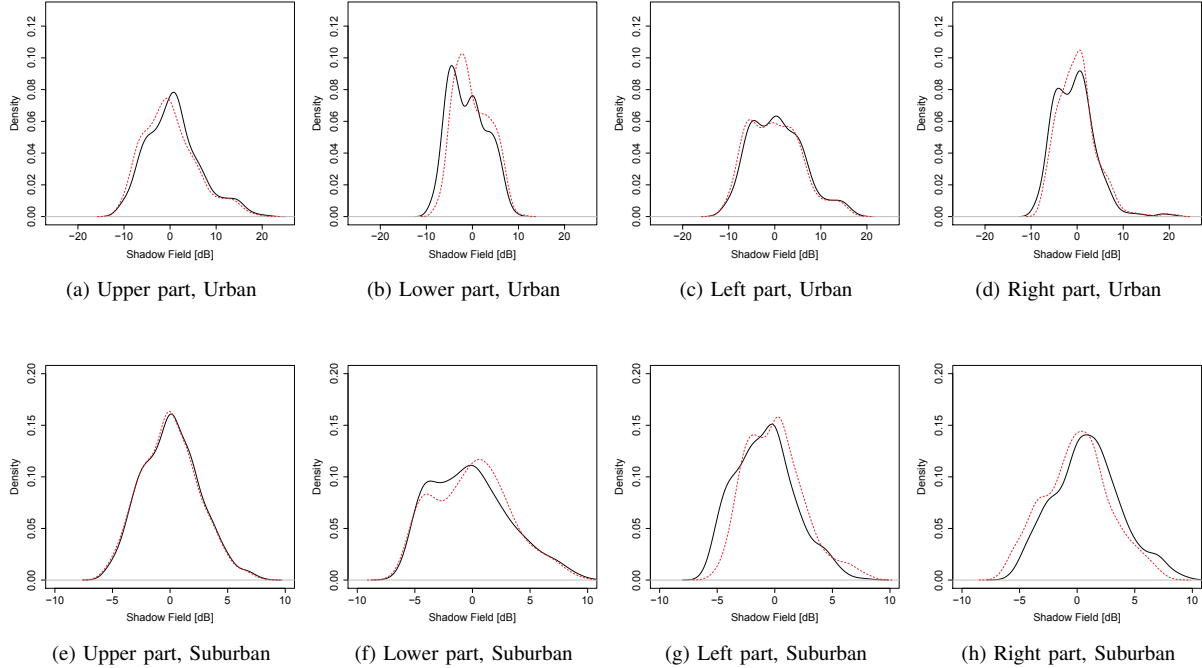 0.00 0.02 0.04 0.06 0.08 0.10 0.12
Density
−20 −10 0 10 20
Shadow Field [dB]
(a) Upper part, Urban
0.00 0.02 0.04 0.06 0.08 0.10 0.12
Density
−20 −10 0 10 20
Shadow Field [dB]
(b) Lower part, Urban
0.00 0.02 0.04 0.06 0.08 0.10 0.12
Density
−20 −10 0 10 20
Shadow Field [dB]
(c) Left part, Urban
0.00 0.02 0.04 0.06 0.08 0.10 0.12
Density
−20 −10 0 10 20
Shadow Field [dB]
(d) Right part, Urban
0.00 0.05 0.10 0.15 0.20
Density
−10 −5 0 5 10
Shadow Field [dB]
(e) Upper part, Suburban
0.00 0.05 0.10 0.15 0.20
Density
−10 −5 0 5 10
Shadow Field [dB]
(f) Lower part, Suburban
0.00 0.05 0.10 0.15 0.20
Density
−10 −5 0 5 10
Shadow Field [dB]
(g) Left part, Suburban
0.00 0.05 0.10 0.15 0.20
Density
−10 −5 0 5 10
Shadow Field [dB]
(h) Right part, Suburban